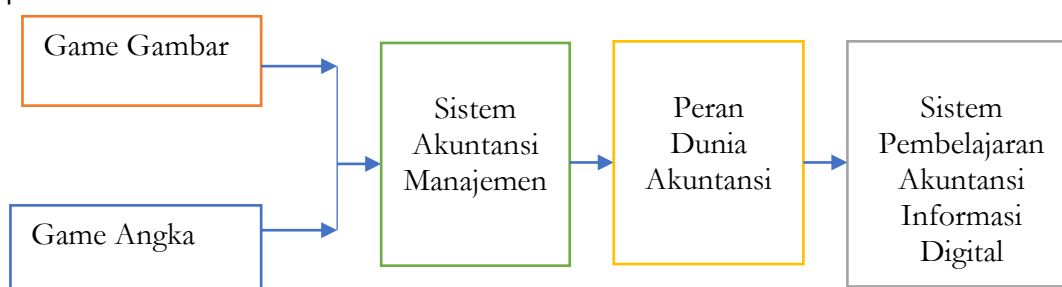 Game Gambar
Game Angka
Sistem
Akuntansi
Manajemen
Peran
Dunia
Akuntansi
Sistem
Pembelajaran
Akuntansi
Informasi
Digital